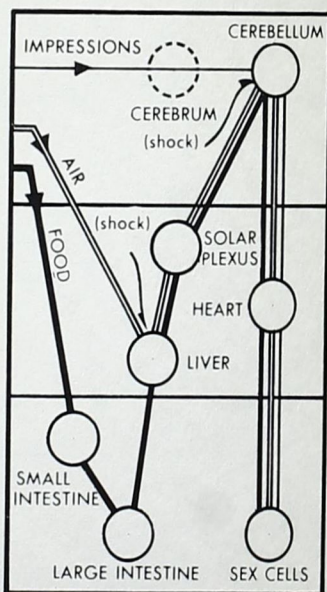 CEREBELLUM
IMPRESSIONS
CEREBRUM
(shock)
AIR
(shock)
FOOD
SOLAR
PLEXUS
HEART
LIVER
SMALL
INTESTINE
LARGE INTESTINE
SEX CELLS